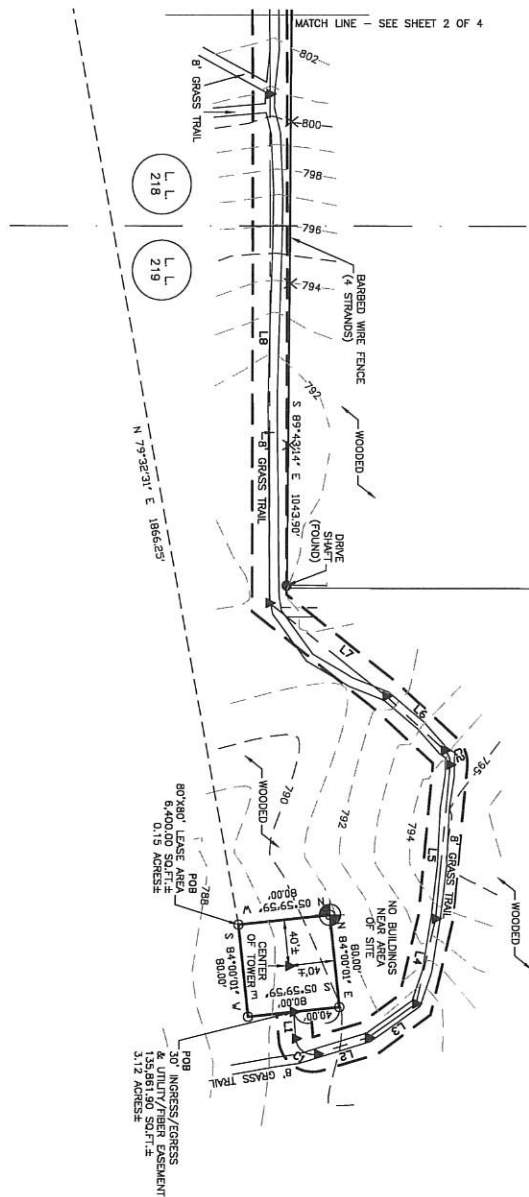 MATCH LINE – SEE SHEET 2 OF 4
802
800
798
796
794
792
8' GRASS TRAIL
L. L.
218
L. L.
219
BARBED WIRE FENCE
(4 STRANDS)
WOODED
L8
8' GRASS TRAIL
S 89°43'14" E 1043.90'
N 79°32'31" E 1866.25'
DRIVE
SHAFT
(FOUND)
L7
L6
795
8' GRASS TRAIL
WOODED
L5
794
792
790
788
WOODED
NO BUILDINGS
NEAR AREA
OF SITE
L4
L3
L2
L1
8' GRASS TRAIL
POB
80'X80' LEASE AREA
6,400.00 SQ.FT.±
0.15 ACRES±
N 05°59'59" W
80.00'
N 84°00'01" E
80.00'
S 05°59'59" E
80.00'
40.00'
S 84°00'01" W
80.00'
40'±
40'±
CENTER
OF TOWER
POB
30' INGRESS/EGRESS
& UTILITY/FIBER EASEMENT
135,861.90 SQ.FT.±
3.12 ACRES±